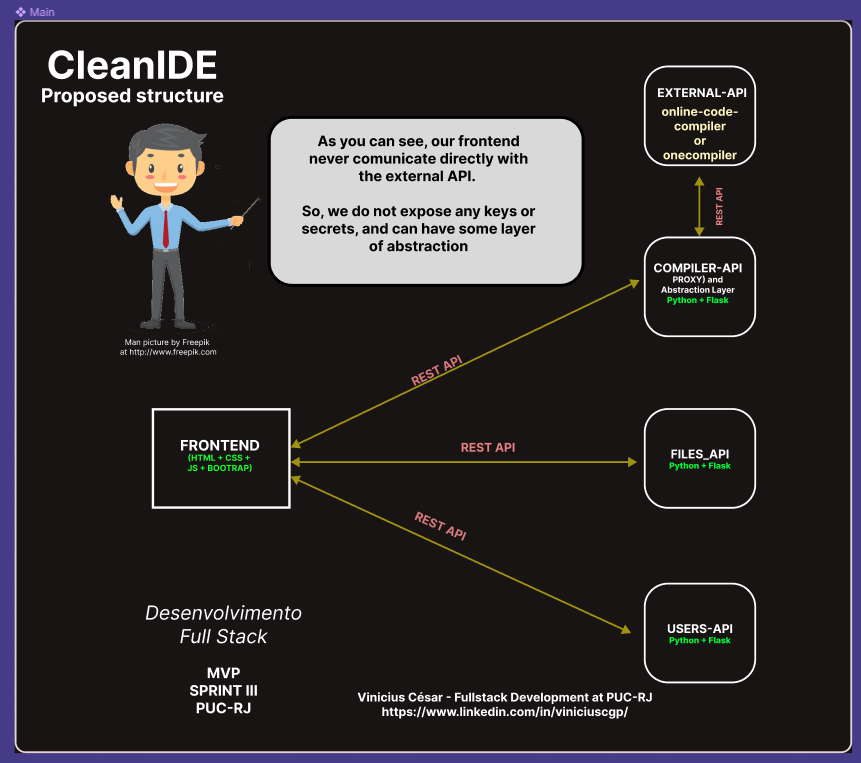 Main
CleanIDE
Proposed structure
As you can see, our frontend
never comunicate directly with
the external API.
So, we do not expose any keys or
secrets, and can have some layer
of abstraction
Man picture by Freepik
at http://www.freepik.com
EXTERNAL-API
online-code-
compiler
or
onecompiler
REST API
COMPILER-API
PROXY) and
Abstraction Layer
Python + Flask
REST API
FRONTEND
(HTML + CSS +
JS + BOOTRAP)
REST API
FILES_API
Python + Flask
REST API
USERS-API
Python + Flask
Desenvolvimento
Full Stack
MVP
SPRINT III
PUC-RJ
Vinicius César - Fullstack Development at PUC-RJ
https://www.linkedin.com/in/viniciuscgp/